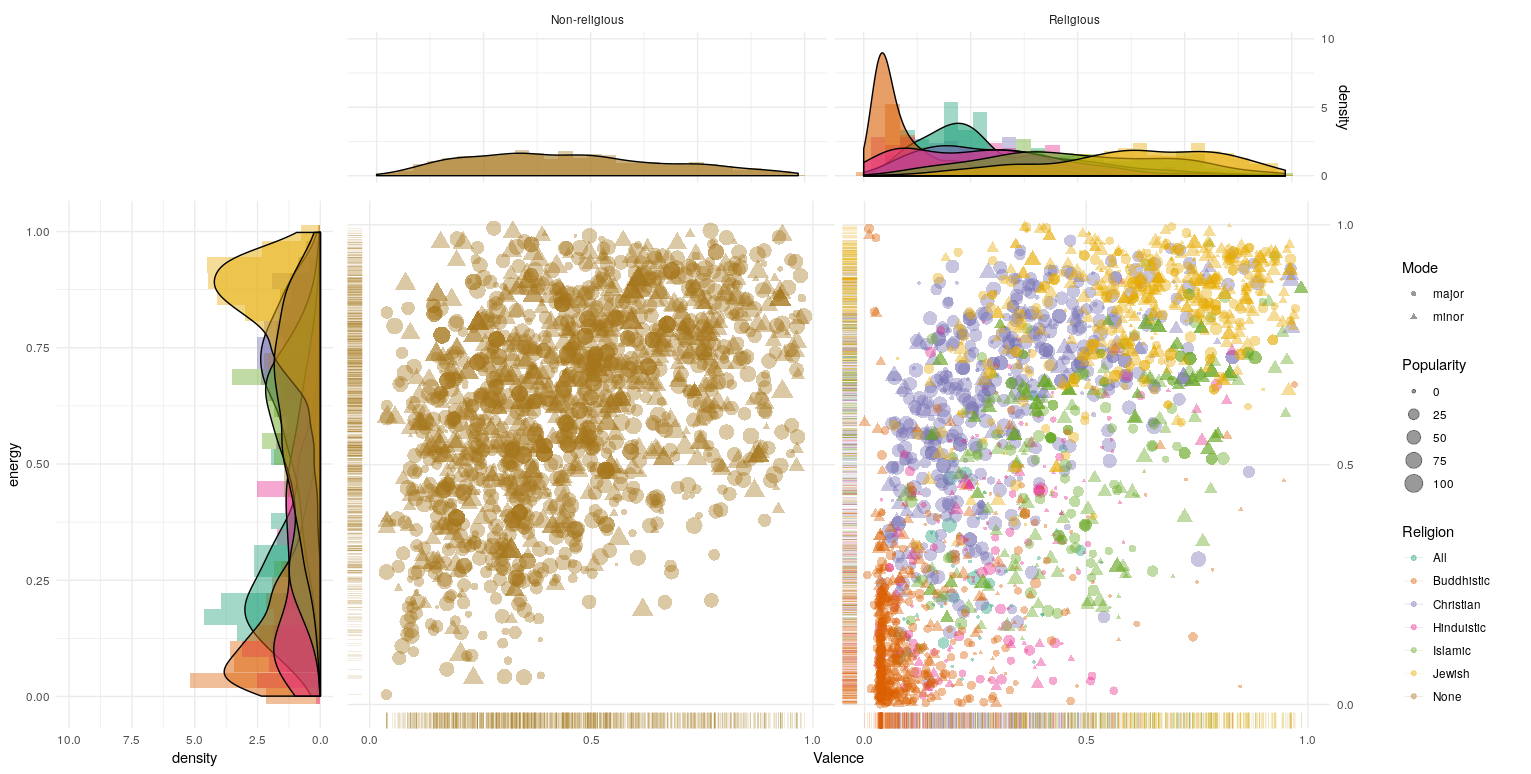 Non-religious
Religious
10
5
0
density
1.00
0.75
0.50
0.25
0.00
energy
10.0
7.5
5.0
2.5
0.0
density
1.0
0.5
0.0
0.0
0.5
1.0
0.0
0.5
1.0
Valence
Mode
major
minor
Popularity
0
25
50
75
100
Religion
All
Buddhistic
Christian
Hinduistic
Islamic
Jewish
None